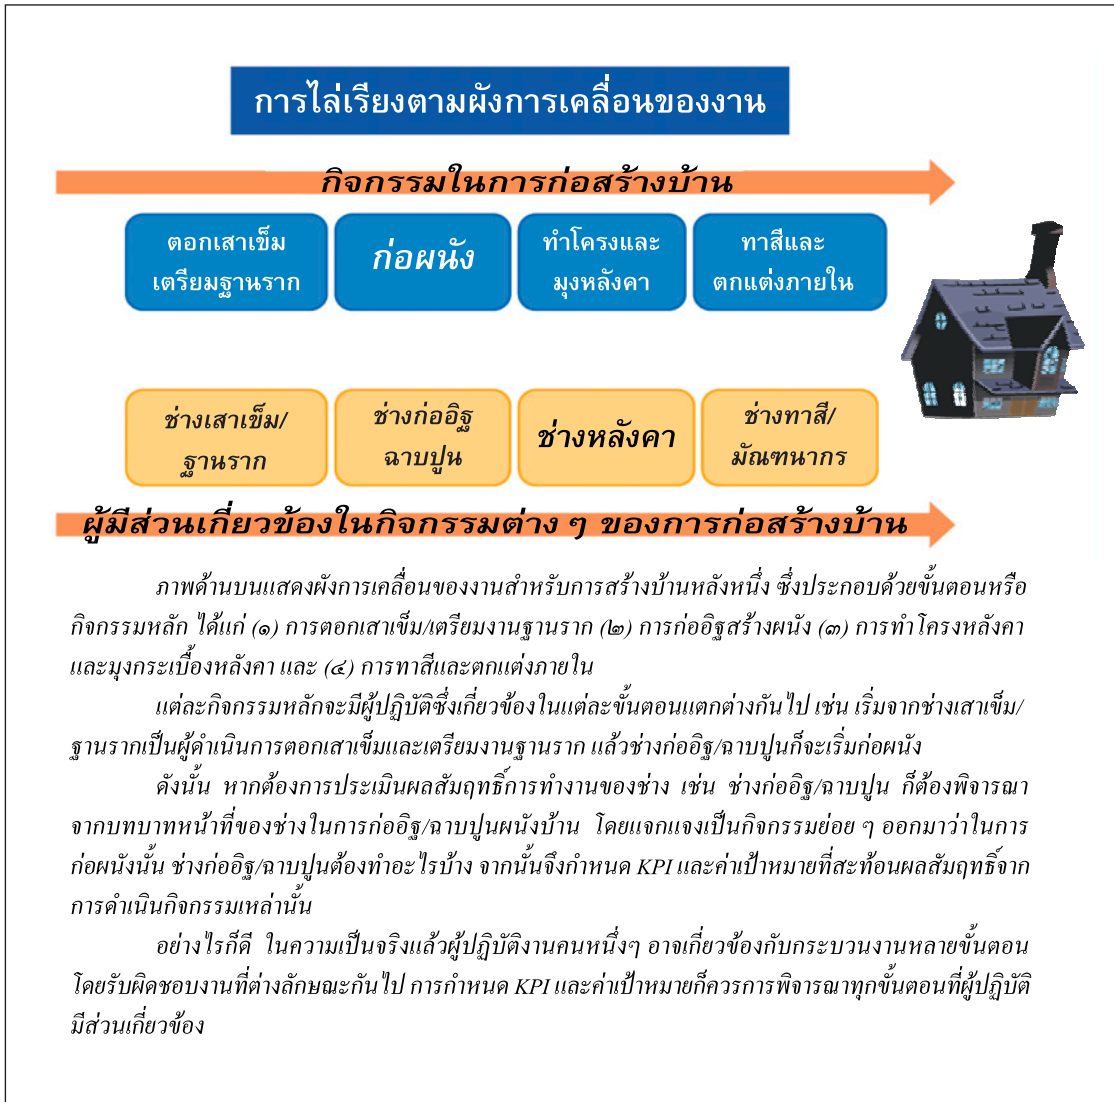 การไล่เรียงตามผังการเคลื่อนของงาน
กิจกรรมในการก่อสร้างบ้าน
ตอกเสาเข็ม
เตรียมฐานราก
ก่อผนัง
ทำโครงและ
มุงหลังคา
ทาสีและ
ตกแต่งภายใน
ช่างเสาเข็ม/
ฐานราก
ช่างก่ออิฐ
ฉาบปูน
ช่างหลังคา
ช่างทาสี/
มัณฑนากร
ผู้มีส่วนเกี่ยวข้องในกิจกรรมต่าง ๆ ของการก่อสร้างบ้าน
ภาพด้านบนแสดงผังการเคลื่อนของงานสำหรับการสร้างบ้านหลังหนึ่ง ซึ่งประกอบด้วยขั้นตอนหรือ
กิจกรรมหลัก ได้แก่ (๑) การตอกเสาเข็ม/เตรียมงานฐานราก (๒) การก่ออิฐสร้างผนัง (๓) การทำโครงหลังคา
และมุงกระเบื้องหลังคา และ (๔) การทาสีและตกแต่งภายใน
แต่ละกิจกรรมหลักจะมีผู้ปฏิบัติซึ่งเกี่ยวข้องในแต่ละขั้นตอนแตกต่างกันไป เช่น เริ่มจากช่างเสาเข็ม/
ฐานรากเป็นผู้ดำเนินการตอกเสาเข็มและเตรียมงานฐานราก แล้วช่างก่ออิฐ/ฉาบปูนก็จะเริ่มก่อผนัง
ดังนั้น หากต้องการประเมินผลสัมฤทธิ์การทำงานของช่าง เช่น ช่างก่ออิฐ/ฉาบปูน ก็ต้องพิจารณา
จากบทบาทหน้าที่ของช่างในการก่ออิฐ/ฉาบปูนผนังบ้าน โดยแจกแจงเป็นกิจกรรมย่อย ๆ ออกมาว่าในการ
ก่อผนังนั้น ช่างก่ออิฐ/ฉาบปูนต้องทำอะไรบ้าง จากนั้นจึงกำหนด KPI และค่าเป้าหมายที่สะท้อนผลสัมฤทธิ์จาก
การดำเนินกิจกรรมเหล่านั้น
อย่างไรก็ดี ในความเป็นจริงแล้วผู้ปฏิบัติงานคนหนึ่งๆ อาจเกี่ยวข้องกับกระบวนงานหลายขั้นตอน
โดยรับผิดชอบงานที่ต่างลักษณะกันไป การกำหนด KPI และค่าเป้าหมายก็ควรการพิจารณาทุกขั้นตอนที่ผู้ปฏิบัติ
มีส่วนเกี่ยวข้อง